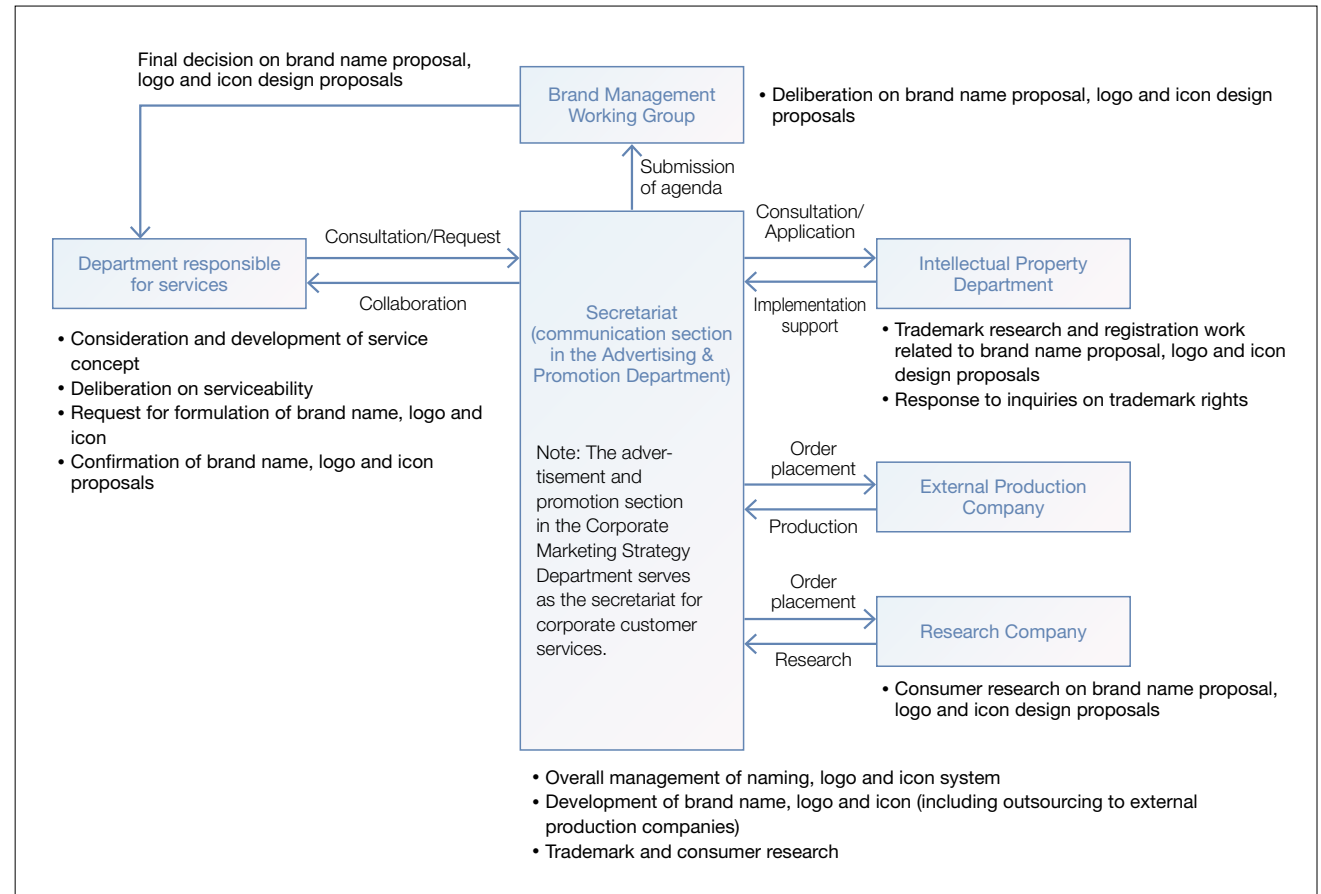 Final decision on brand name proposal,
logo and icon design proposals
Brand Management
Working Group
• Deliberation on brand name proposal, logo and icon design
proposals
Submission
of agenda
Consultation/Request
Collaboration
Department responsible
for services
• Consideration and development of service
concept
• Deliberation on serviceability
• Request for formulation of brand name, logo and
icon
• Confirmation of brand name, logo and icon
proposals
Secretariat
(communication section
in the Advertising &
Promotion Department)
Note: The adver-
tisement and
promotion section
in the Corporate
Marketing Strategy
Department serves
as the secretariat for
corporate customer
services.
Consultation/
Application
Implementation
support
Intellectual Property
Department
• Trademark research and registration work
related to brand name proposal, logo and icon
design proposals
• Response to inquiries on trademark rights
Order
placement
Production
External Production
Company
Order
placement
Research
Research Company
• Consumer research on brand name proposal,
logo and icon design proposals
• Overall management of naming, logo and icon system
• Development of brand name, logo and icon (including outsourcing to external
production companies)
• Trademark and consumer research